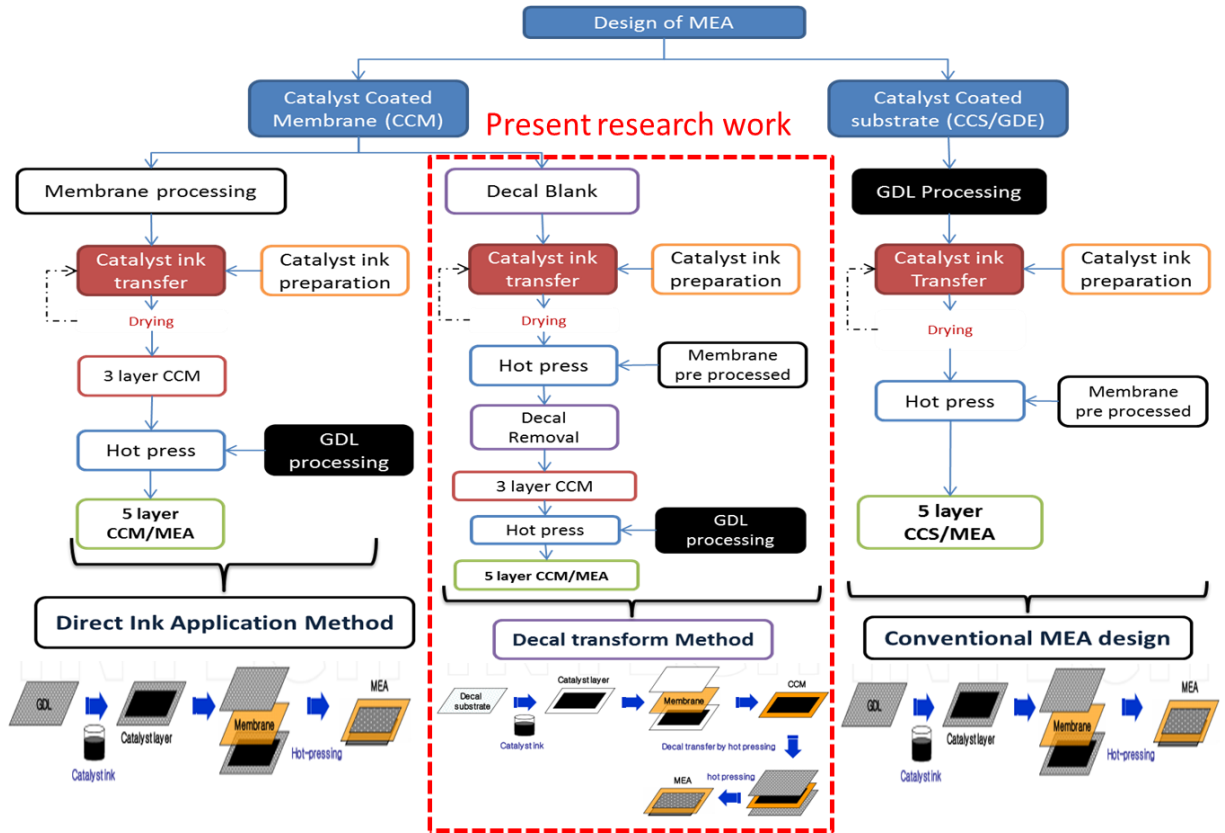 Design of MEA
Catalyst Coated
Membrane (CCM)
Catalyst Coated
substrate (CCS/GDE)
Present research work
Membrane processing
Catalyst ink
transfer
Catalyst ink
preparation
Drying
3 layer CCM
Hot press
GDL
processing
5 layer
CCM/MEA
Direct Ink Application Method
GDL
Catalyst ink
Catalyst layer
Membrane
Hot-pressing
MEA
Decal Blank
Catalyst ink
transfer
Catalyst ink
preparation
Drying
Hot press
Membrane
pre processed
Decal
Removal
3 layer CCM
Hot press
GDL
processing
5 layer CCM/MEA
Decal transform Method
Decal
substrate
Catalyst ink
Catalyst layer
Membrane
CCM
Decal transfer by hot pressing
hot pressing
MEA
GDL Processing
Catalyst ink
Transfer
Catalyst ink
preparation
Drying
Hot press
Membrane
pre processed
5 layer
CCS/MEA
Conventional MEA design
GDL
Catalyst ink
Catalyst layer
Membrane
Hot-pressing
MEA